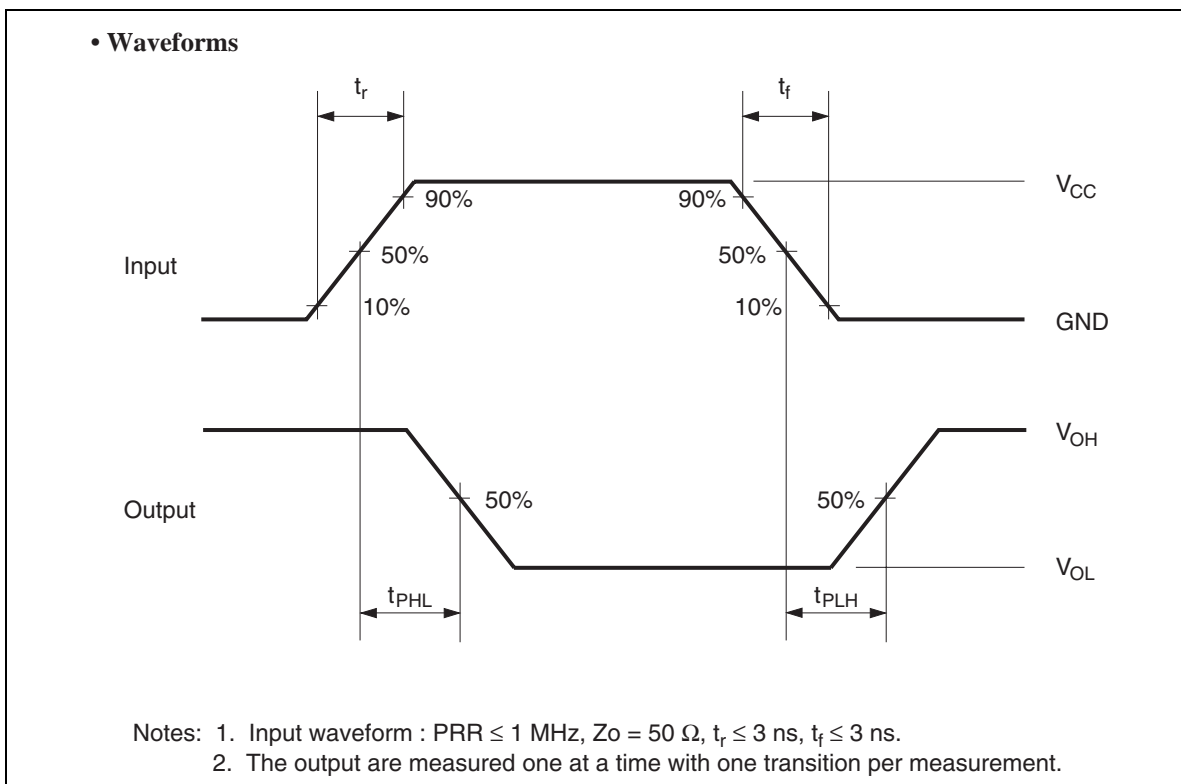 • Waveforms
tr
tf
VCC
90%
90%
Input
50%
50%
10%
10%
GND
VOH
Output
50%
50%
VOL
tPHL
tPLH
Notes: 1. Input waveform : PRR ≤ 1 MHz, Zo = 50 Ω, tr ≤ 3 ns, tf ≤ 3 ns.
2. The output are measured one at a time with one transition per measurement.